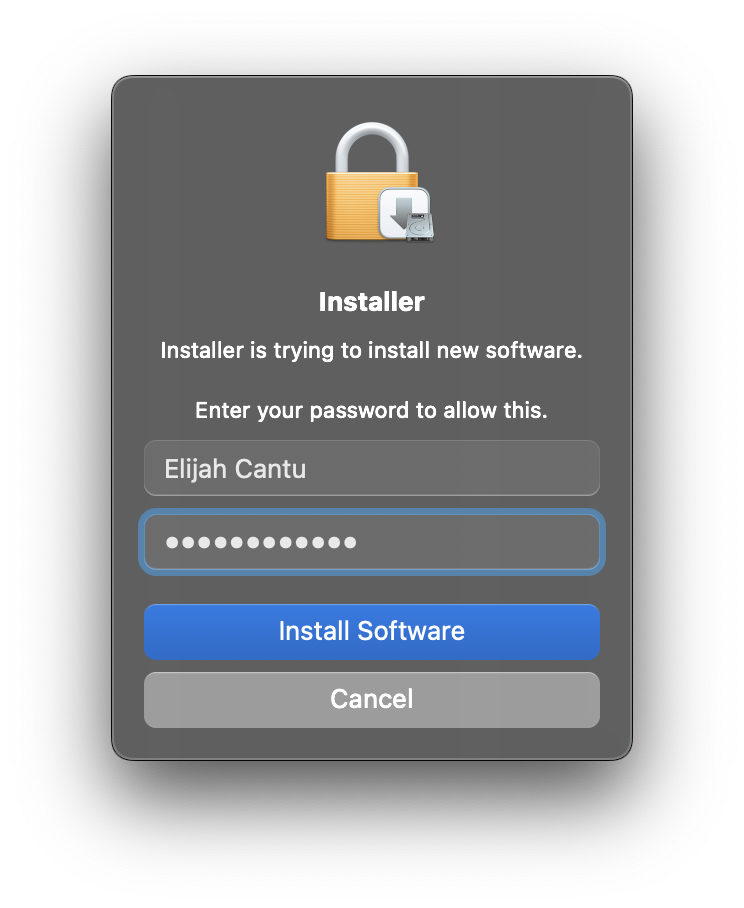 Installer
Installer is trying to install new software.
Enter your password to allow this.
Elijah Cantu
••••••••••••
Install Software
Cancel